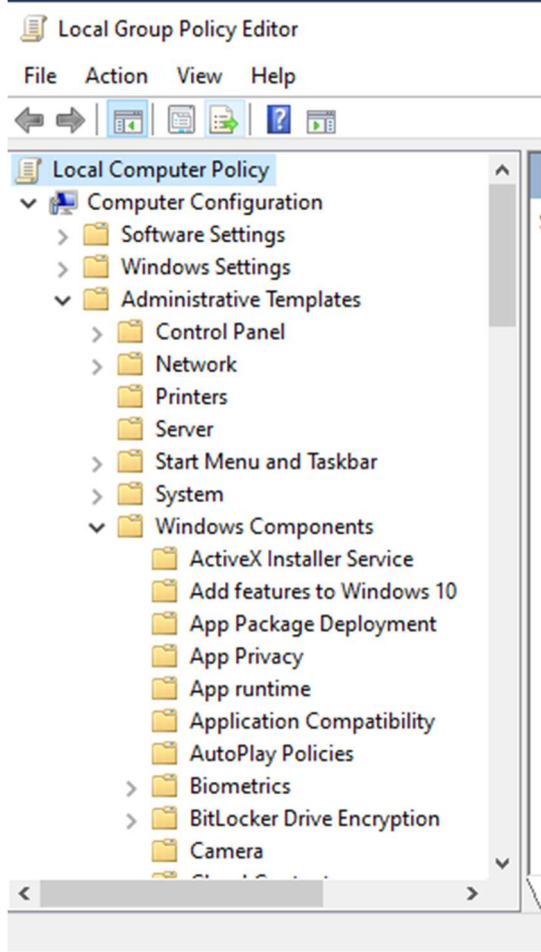 Local Group Policy Editor
File Action View Help
Local Computer Policy
Computer Configuration
Software Settings
Windows Settings
Administrative Templates
Control Panel
Network
Printers
Server
Start Menu and Taskbar
System
Windows Components
ActiveX Installer Service
Add features to Windows 10
App Package Deployment
App Privacy
App runtime
Application Compatibility
AutoPlay Policies
Biometrics
BitLocker Drive Encryption
Camera